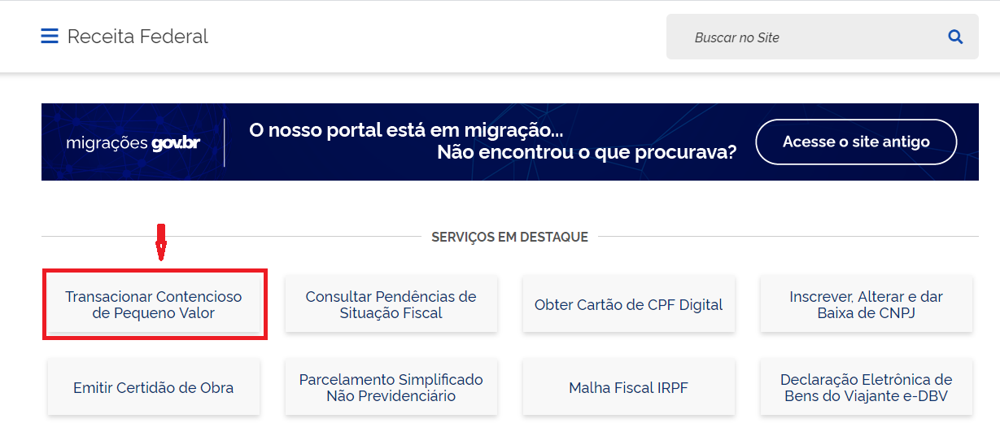 Receita Federal
Buscar no Site
migrações gov.br
O nosso portal está em migração...
Não encontrou o que procurava?
Acesse o site antigo
SERVIÇOS EM DESTAQUE
Transacionar Contencioso
de Pequeno Valor
Consultar Pendências de
Situação Fiscal
Obter Cartão de CPF Digital
Inscrever, Alterar e dar
Baixa de CNPJ
Emitir Certidão de Obra
Parcelamento Simplificado
Não Previdenciário
Malha Fiscal IRPF
Declaração Eletrônica de
Bens do Viajante e-DBV